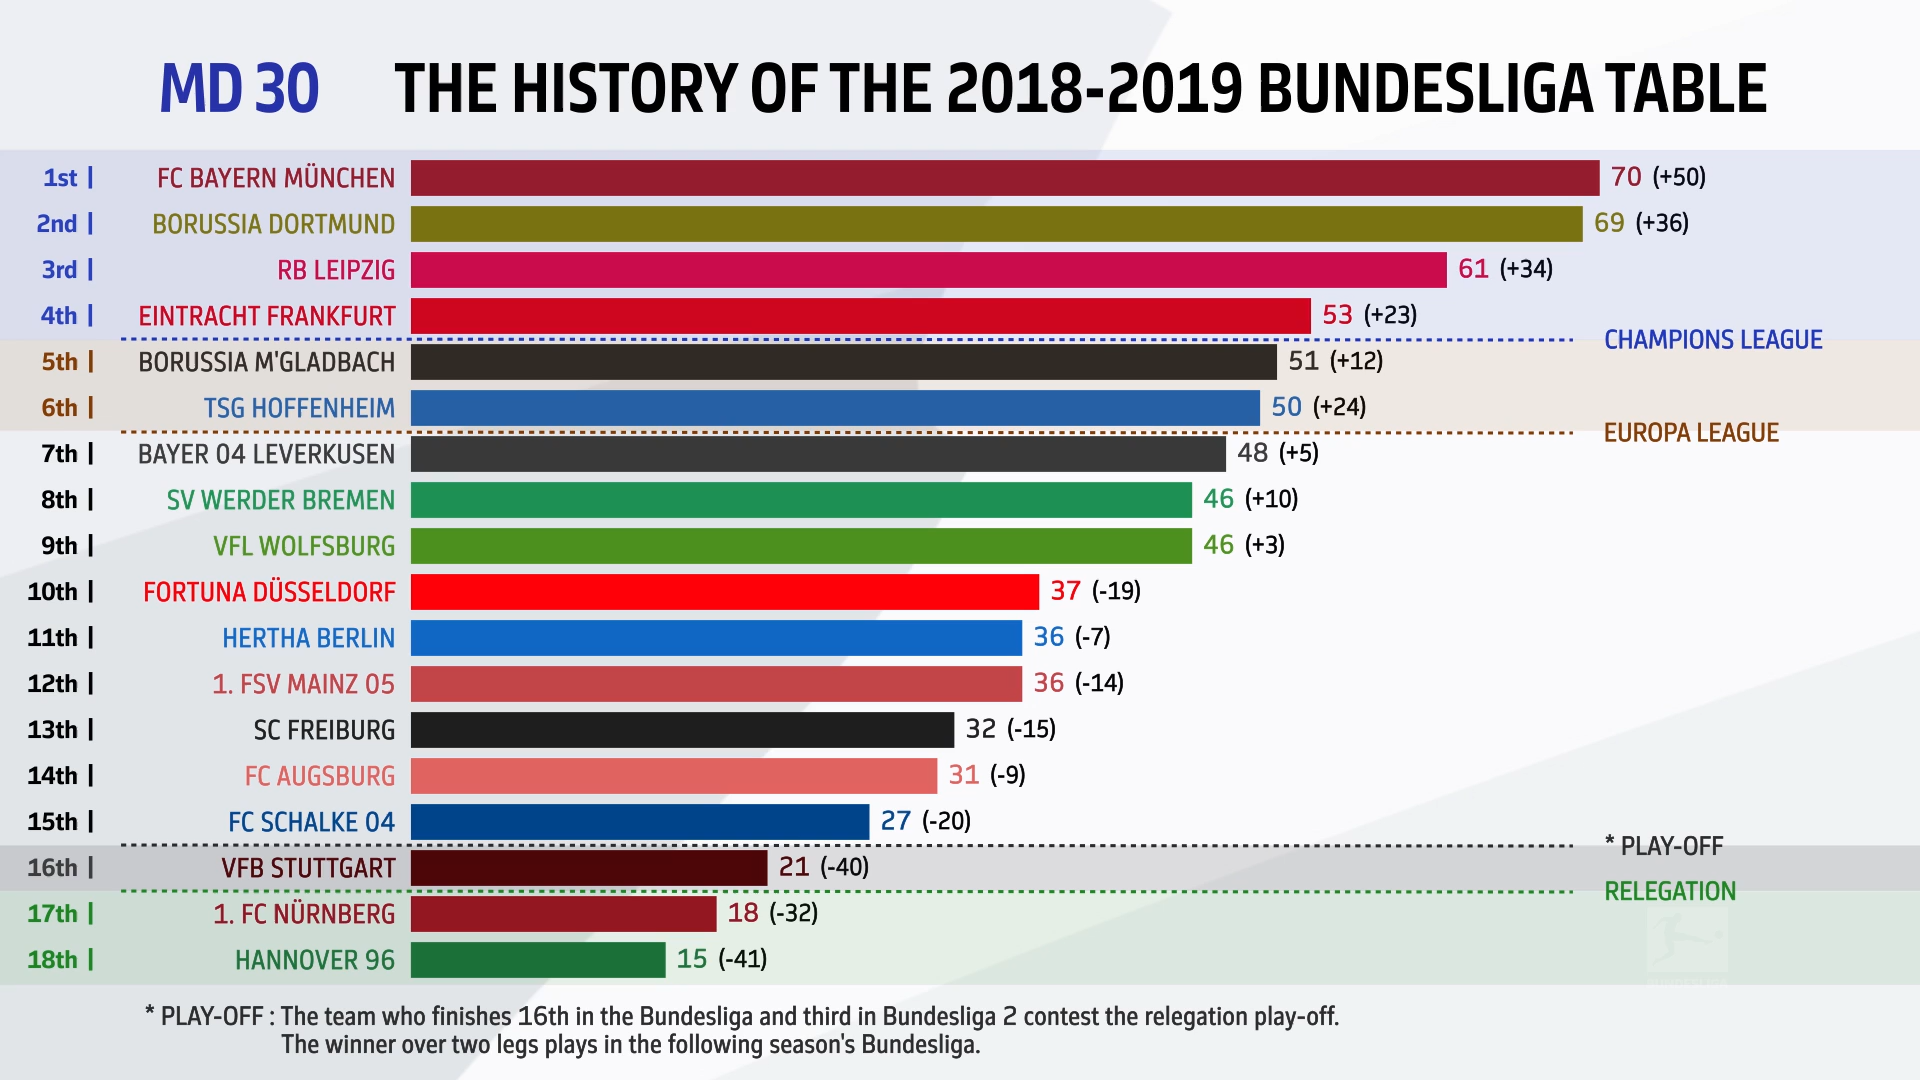 MD 30 THE HISTORY OF THE 2018-2019 BUNDESLIGA TABLE
1st | FC BAYERN MÜNCHEN 70 (+50)
2nd | BORUSSIA DORTMUND 69 (+36)
3rd | RB LEIPZIG 61 (+34)
4th | EINTRACHT FRANKFURT 53 (+23)
CHAMPIONS LEAGUE
5th | BORUSSIA M'GLADBACH 51 (+12)
6th | TSG HOFFENHEIM 50 (+24)
EUROPA LEAGUE
7th | BAYER 04 LEVERKUSEN 48 (+5)
8th | SV WERDER BREMEN 46 (+10)
9th | VFL WOLFSBURG 46 (+3)
10th | FORTUNA DÜSSELDORF 37 (-19)
11th | HERTHA BERLIN 36 (-7)
12th | 1. FSV MAINZ 05 36 (-14)
13th | SC FREIBURG 32 (-15)
14th | FC AUGSBURG 31 (-9)
15th | FC SCHALKE 04 27 (-20)
* PLAY-OFF
16th | VFB STUTTGART 21 (-40)
RELEGATION
17th | 1. FC NÜRNBERG 18 (-32)
18th | HANNOVER 96 15 (-41)
* PLAY-OFF : The team who finishes 16th in the Bundesliga and third in Bundesliga 2 contest the relegation play-off.
The winner over two legs plays in the following season's Bundesliga.